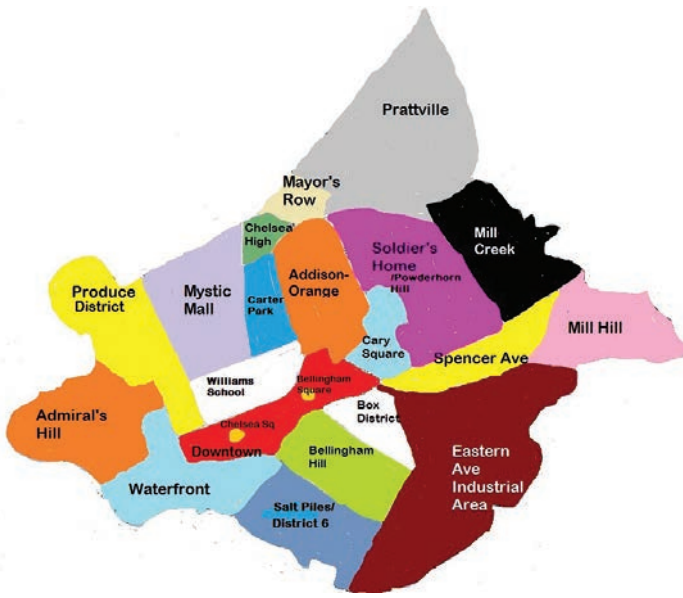 Prattville
Mayor's
Row
Chelsea
High
Soldier's
Home
/Powderhorn
Hill
Mill
Creek
Addison-
Orange
Mystic
Mall
Carter
Park
Produce
District
Cary
Square
Mill Hill
Spencer Ave
Williams
School
Bellingham
Square
Box
District
Admiral's
Hill
Chelsea Sq
Downtown
Bellingham
Hill
Eastern
Ave
Industrial
Area
Waterfront
Salt Piles/
District 6